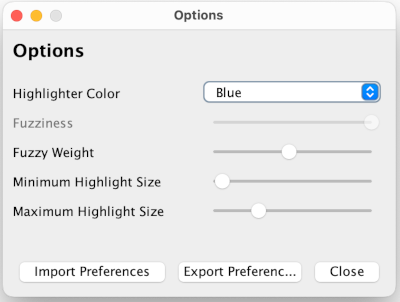 Options
Options
Highlighter Color
Blue
Fuzziness
Fuzzy Weight
Minimum Highlight Size
Maximum Highlight Size
Import Preferences Export Preferenc... Close